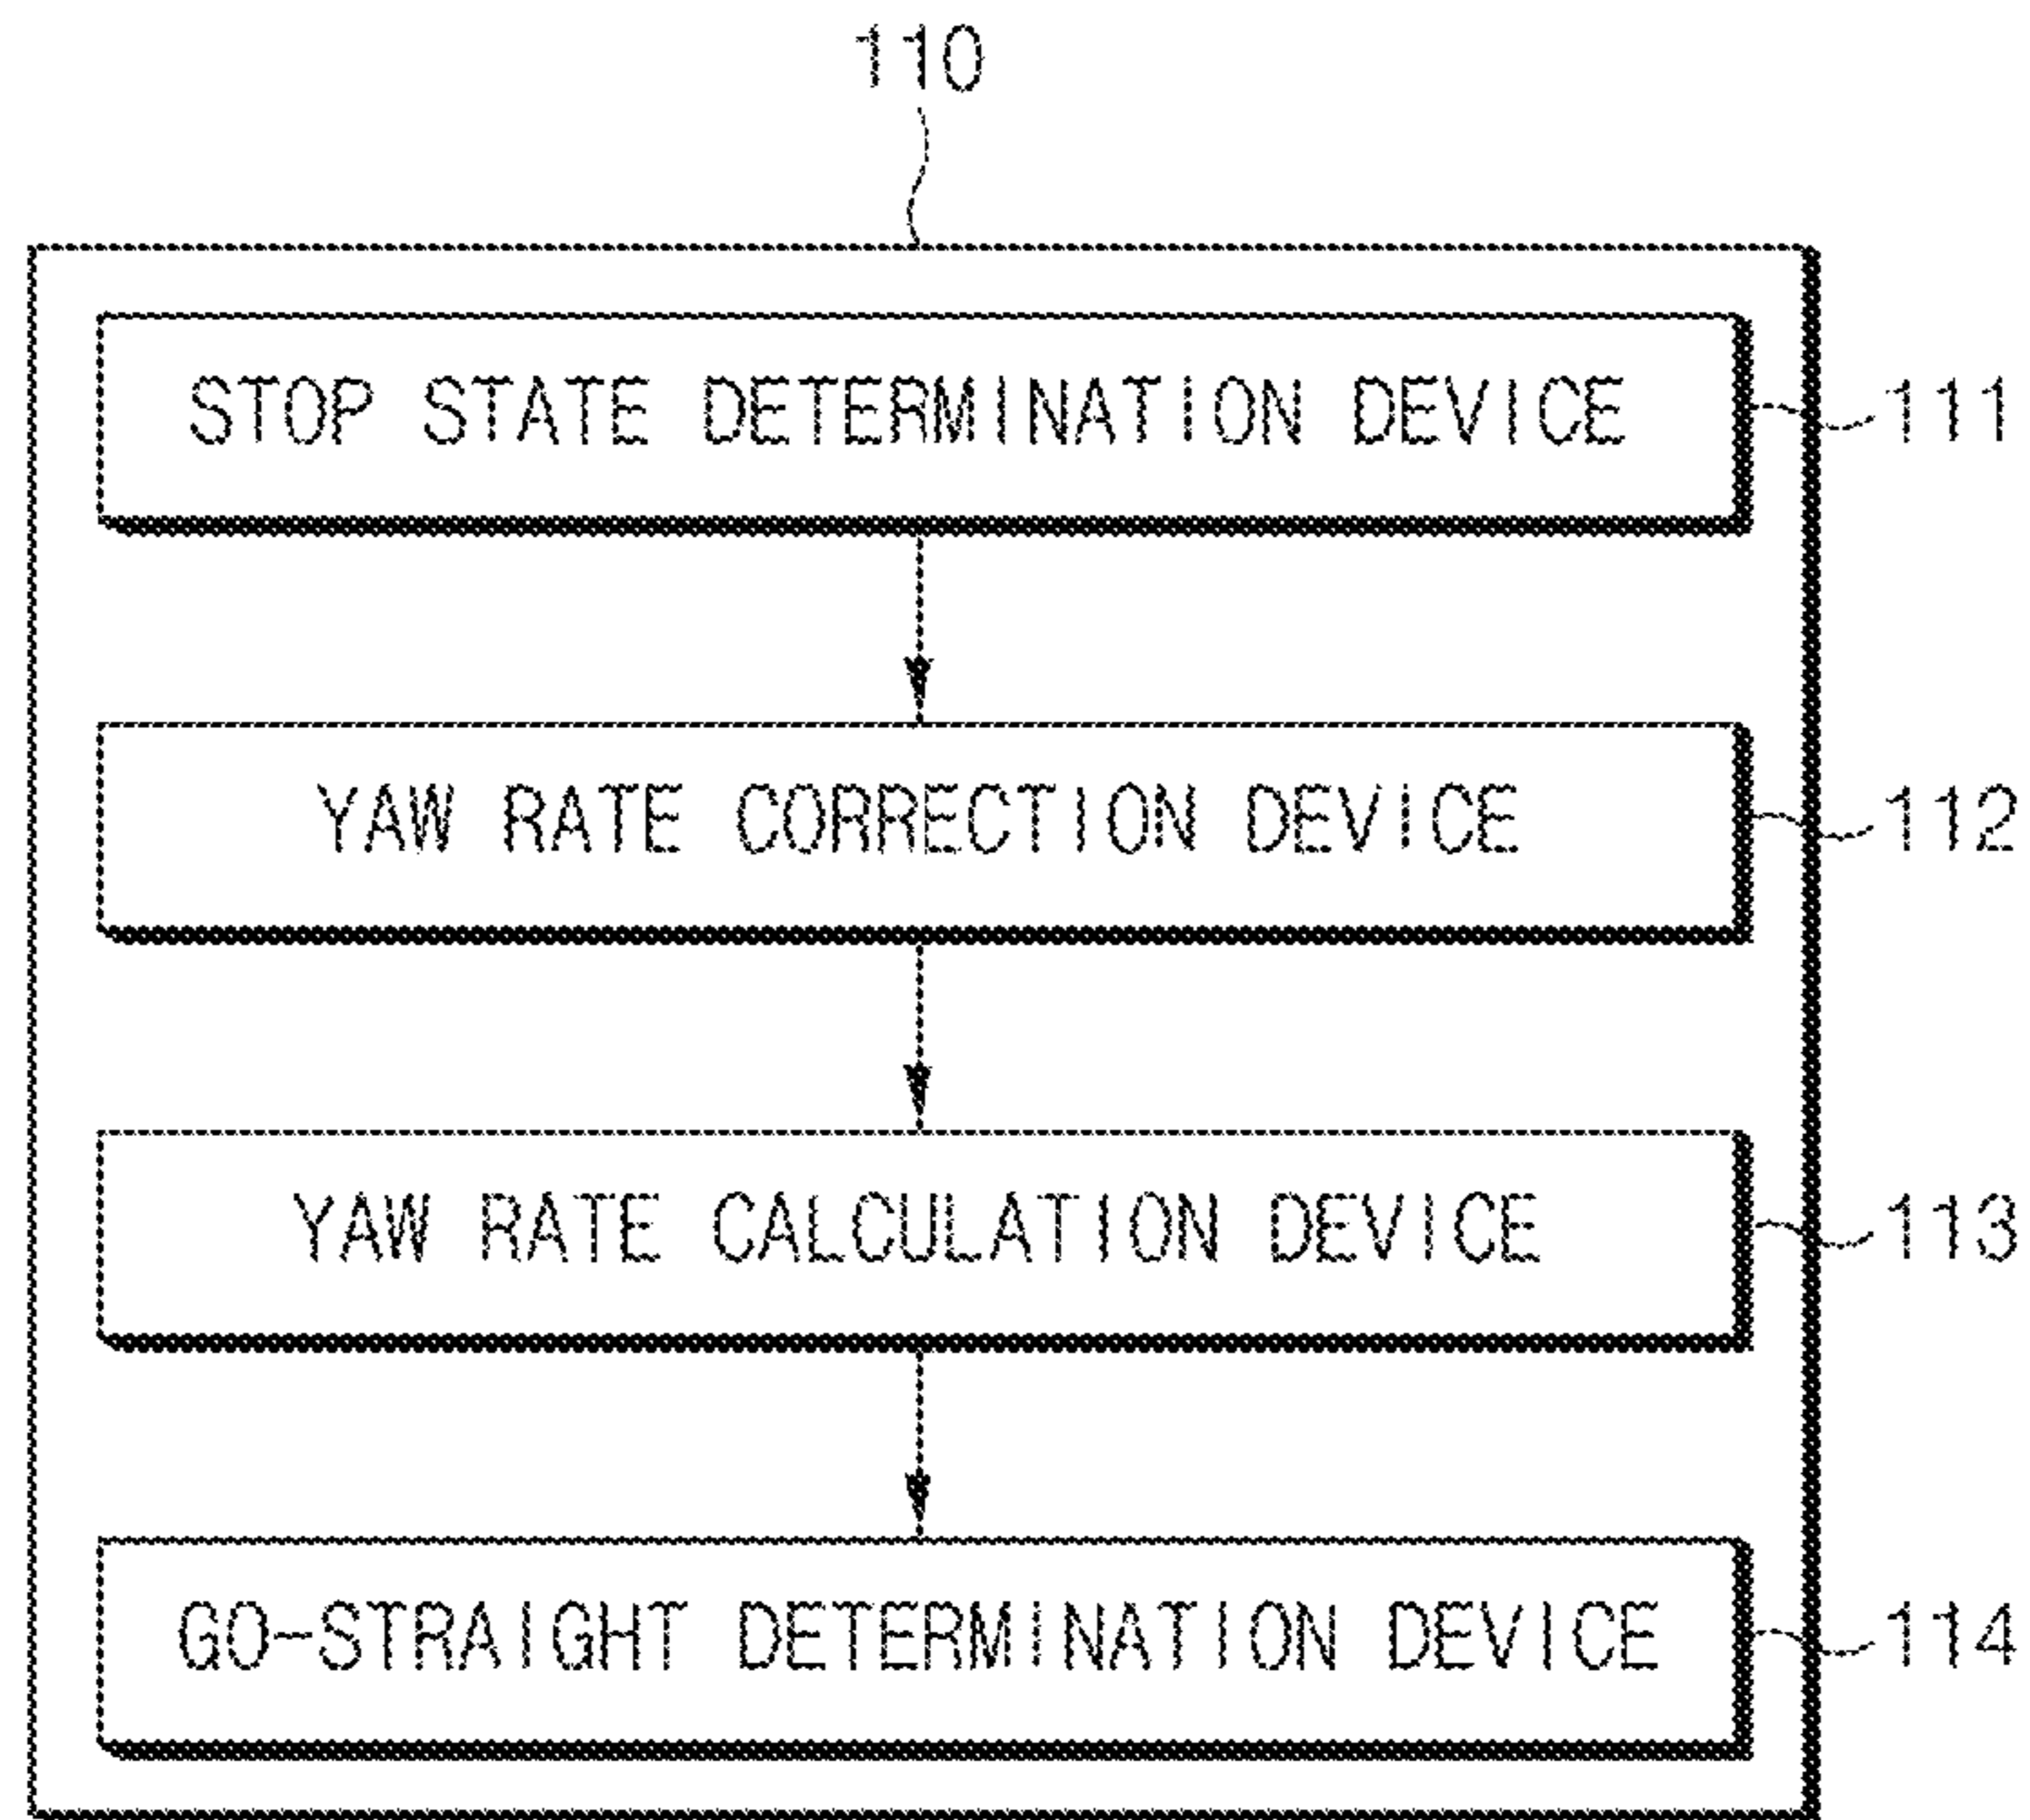 110
STOP STATE DETERMINATION DEVICE
111
YAW RATE CORRECTION DEVICE
112
YAW RATE CALCULATION DEVICE
113
GO-STRAIGHT DETERMINATION DEVICE
114